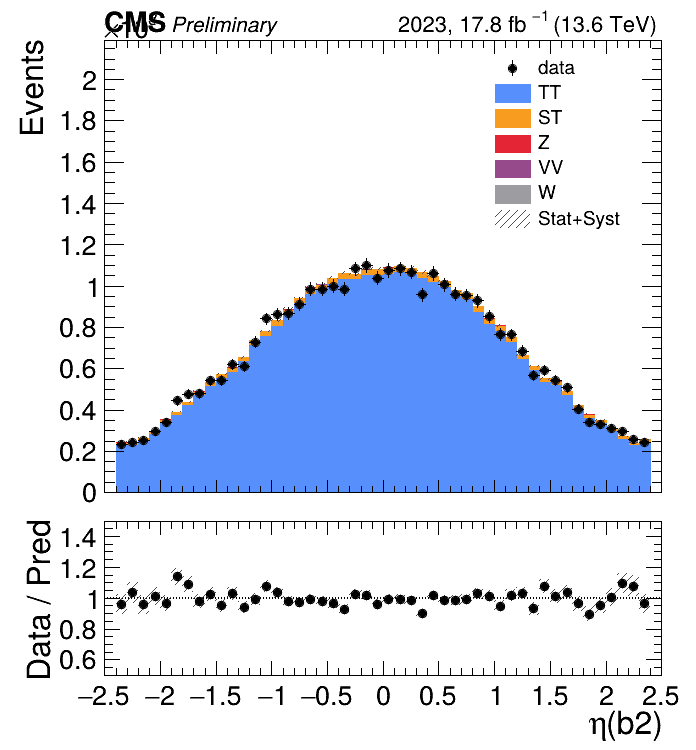 CMS Preliminary 2023, 17.8 fb⁻¹ (13.6 TeV)
Events
2
1.8
1.6
1.4
1.2
1
0.8
0.6
0.4
0.2
0
data
TT
ST
Z
VV
W
Stat+Syst
Data / Pred
1.4
1.2
1
0.8
0.6
−2.5 −2 −1.5 −1 −0.5 0 0.5 1 1.5 2 2.5
η(b2)